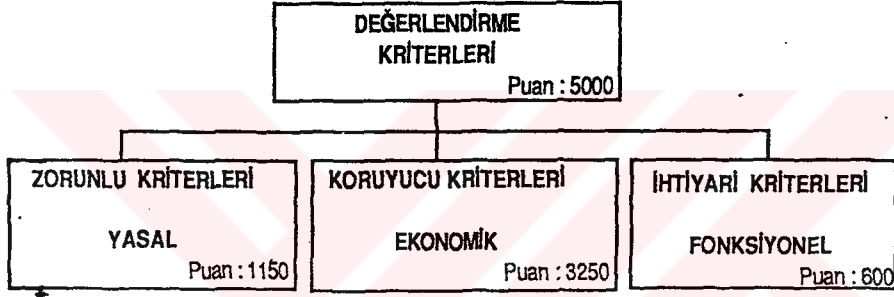 DEĞERLENDİRME
KRİTERLERİ
Puan : 5000
ZORUNLU KRİTERLERİ
YASAL
Puan : 1150
KORUYUCU KRİTERLERİ
EKONOMİK
Puan : 3250
İHTİYARİ KRİTERLERİ
FONKSİYONEL
Puan : 600